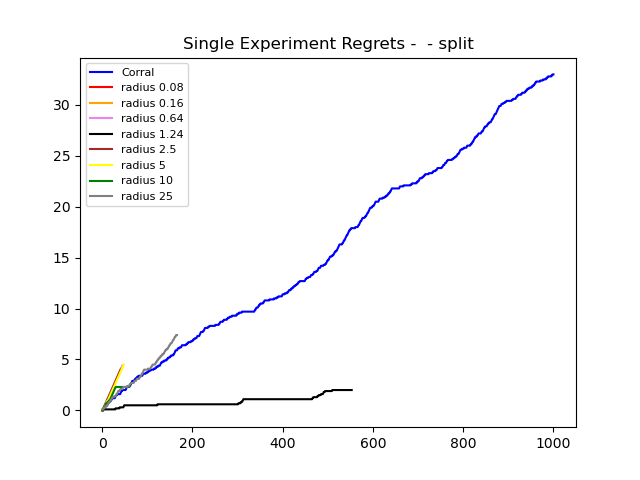 Single Experiment Regrets -  - split
Corral
radius 0.08
radius 0.16
radius 0.64
radius 1.24
radius 2.5
radius 5
radius 10
radius 25
30
25
20
15
10
5
0
0 200 400 600 800 1000